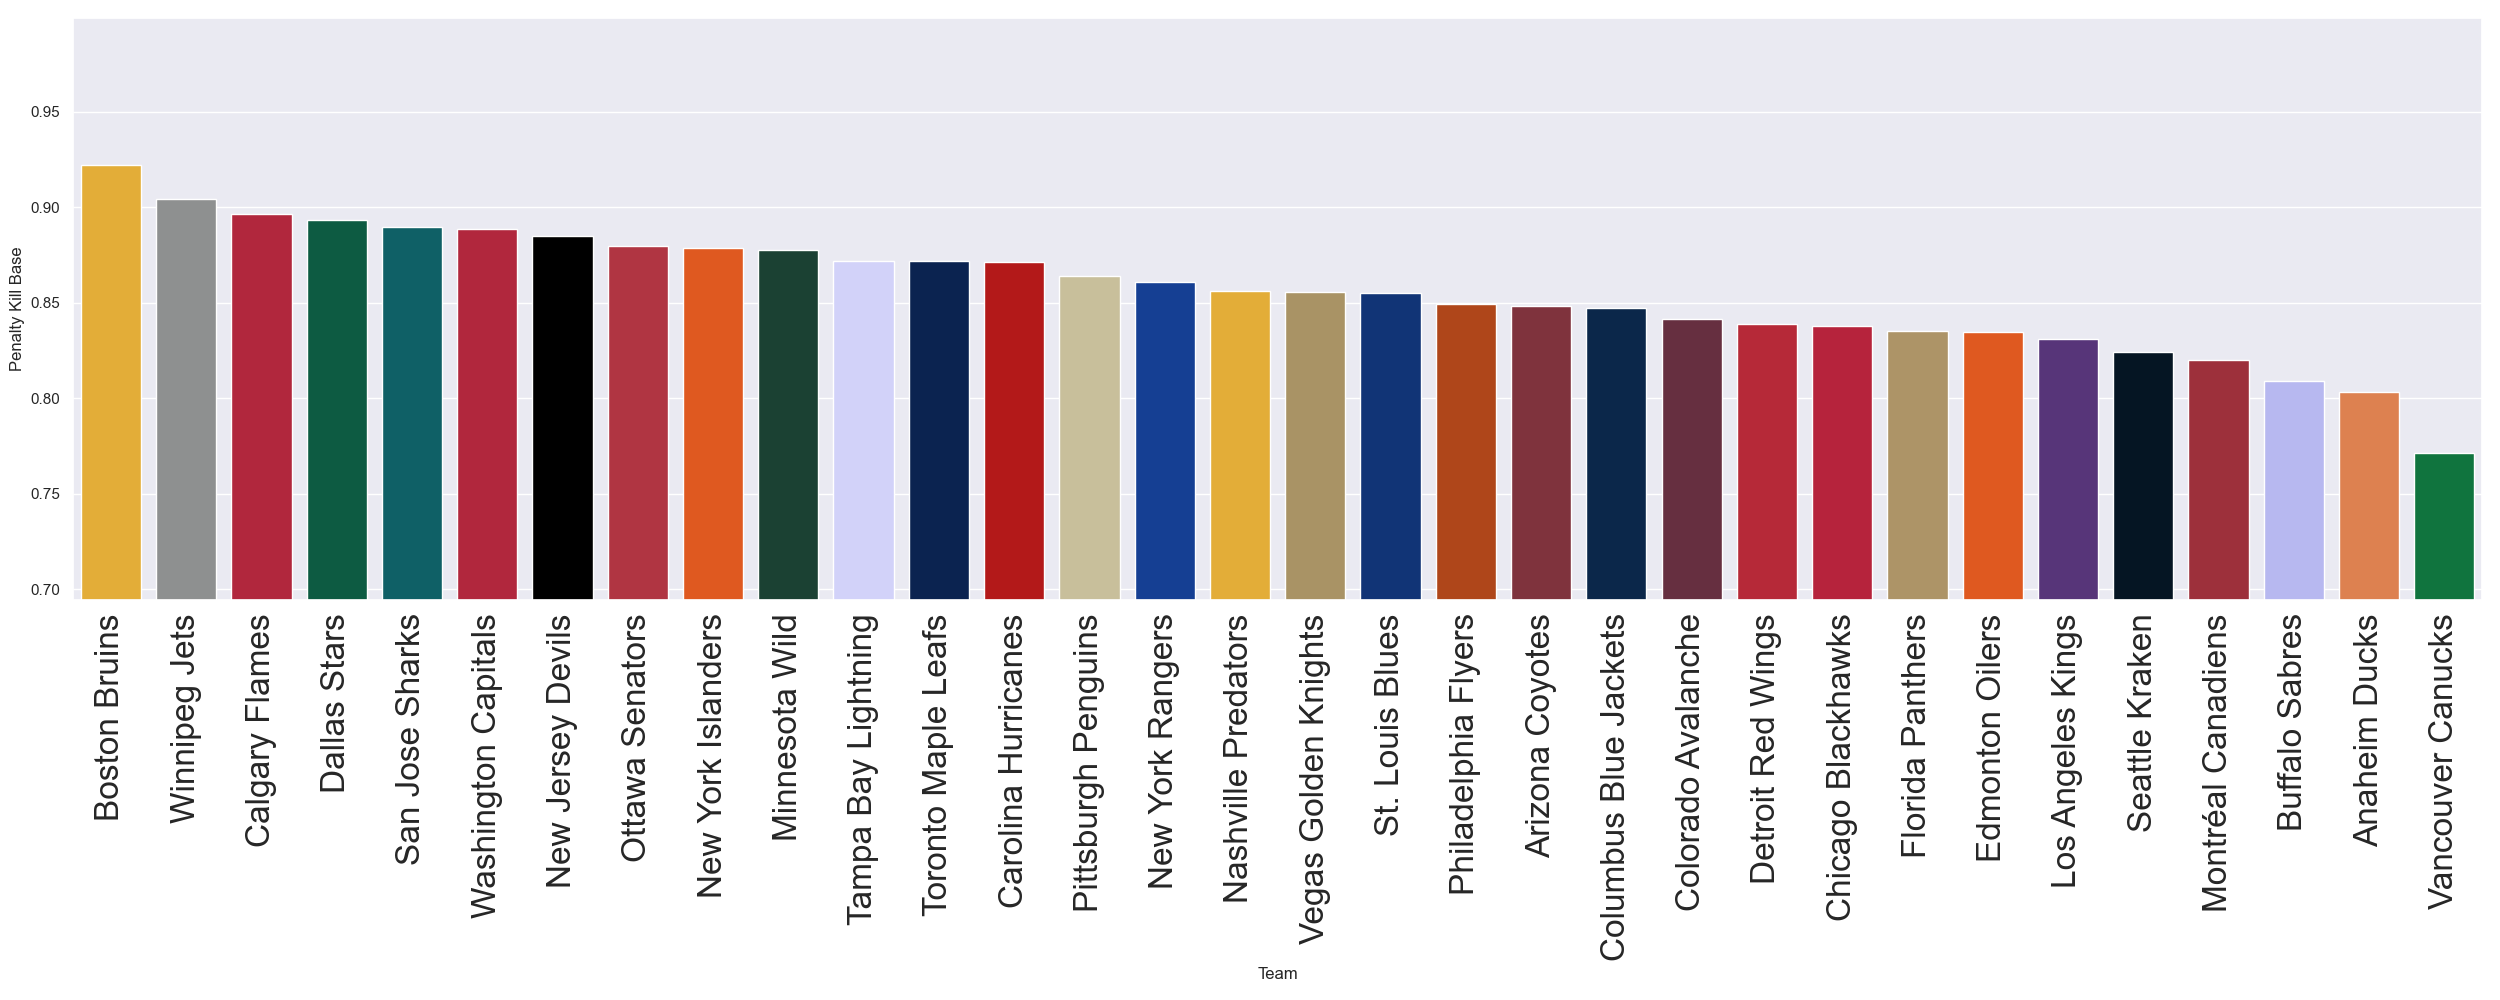 0.95
0.90
0.85
0.80
0.75
0.70
Penalty Kill Base
Boston Bruins
Winnipeg Jets
Calgary Flames
Dallas Stars
San Jose Sharks
Washington Capitals
New Jersey Devils
Ottawa Senators
New York Islanders
Minnesota Wild
Tampa Bay Lightning
Toronto Maple Leafs
Carolina Hurricanes
Pittsburgh Penguins
New York Rangers
Nashville Predators
Vegas Golden Knights
St. Louis Blues
Philadelphia Flyers
Arizona Coyotes
Columbus Blue Jackets
Colorado Avalanche
Detroit Red Wings
Chicago Blackhawks
Florida Panthers
Edmonton Oilers
Los Angeles Kings
Seattle Kraken
Montréal Canadiens
Buffalo Sabres
Anaheim Ducks
Vancouver Canucks
Team